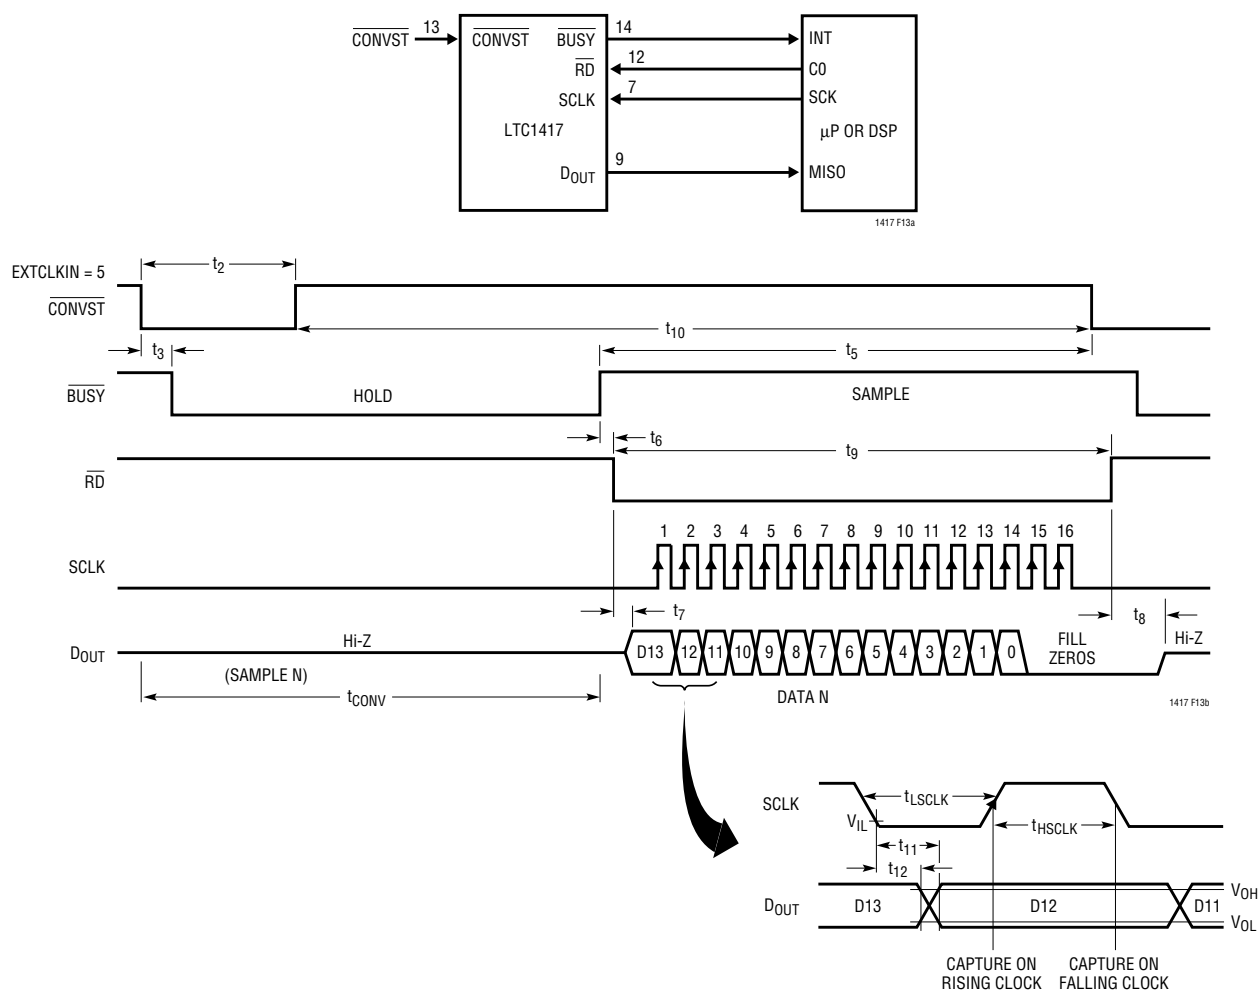 CONVST 13 CONVST BUSY 14 INT
RD 12 C0
SCLK 7 SCK
LTC1417 µP OR DSP
DOUT 9 MISO
1417 F13a
EXTCLKIN = 5 t2
CONVST
t10
t3 t5
BUSY HOLD SAMPLE
t6
t9
RD
1 2 3 4 5 6 7 8 9 10 11 12 13 14 15 16
SCLK
t7 t8
DOUT Hi-Z D13 12 11 10 9 8 7 6 5 4 3 2 1 0 FILL ZEROS Hi-Z
(SAMPLE N)
tCONV DATA N
1417 F13b
SCLK tLSCLK
VIL tHSCLK
t11
t12
VOH
DOUT D13 D12 D11
VOL
CAPTURE ON CAPTURE ON
RISING CLOCK FALLING CLOCK